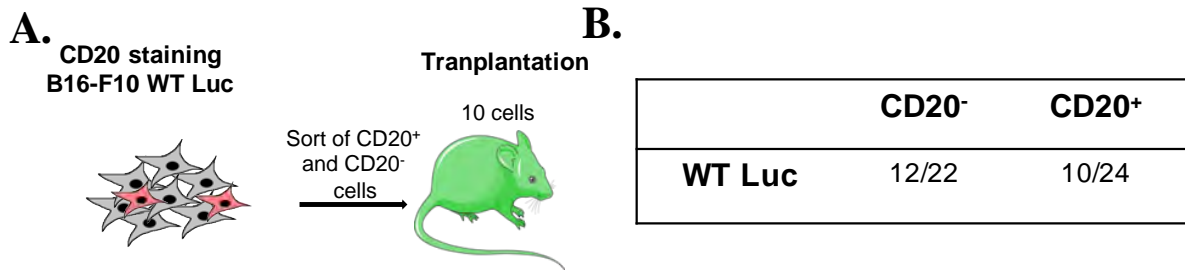 A.
CD20 staining
B16-F10 WT Luc
Sort of CD20⁺
and CD20⁻
cells
Tranplantation
10 cells
B.
CD20⁻ CD20⁺
WT Luc 12/22 10/24